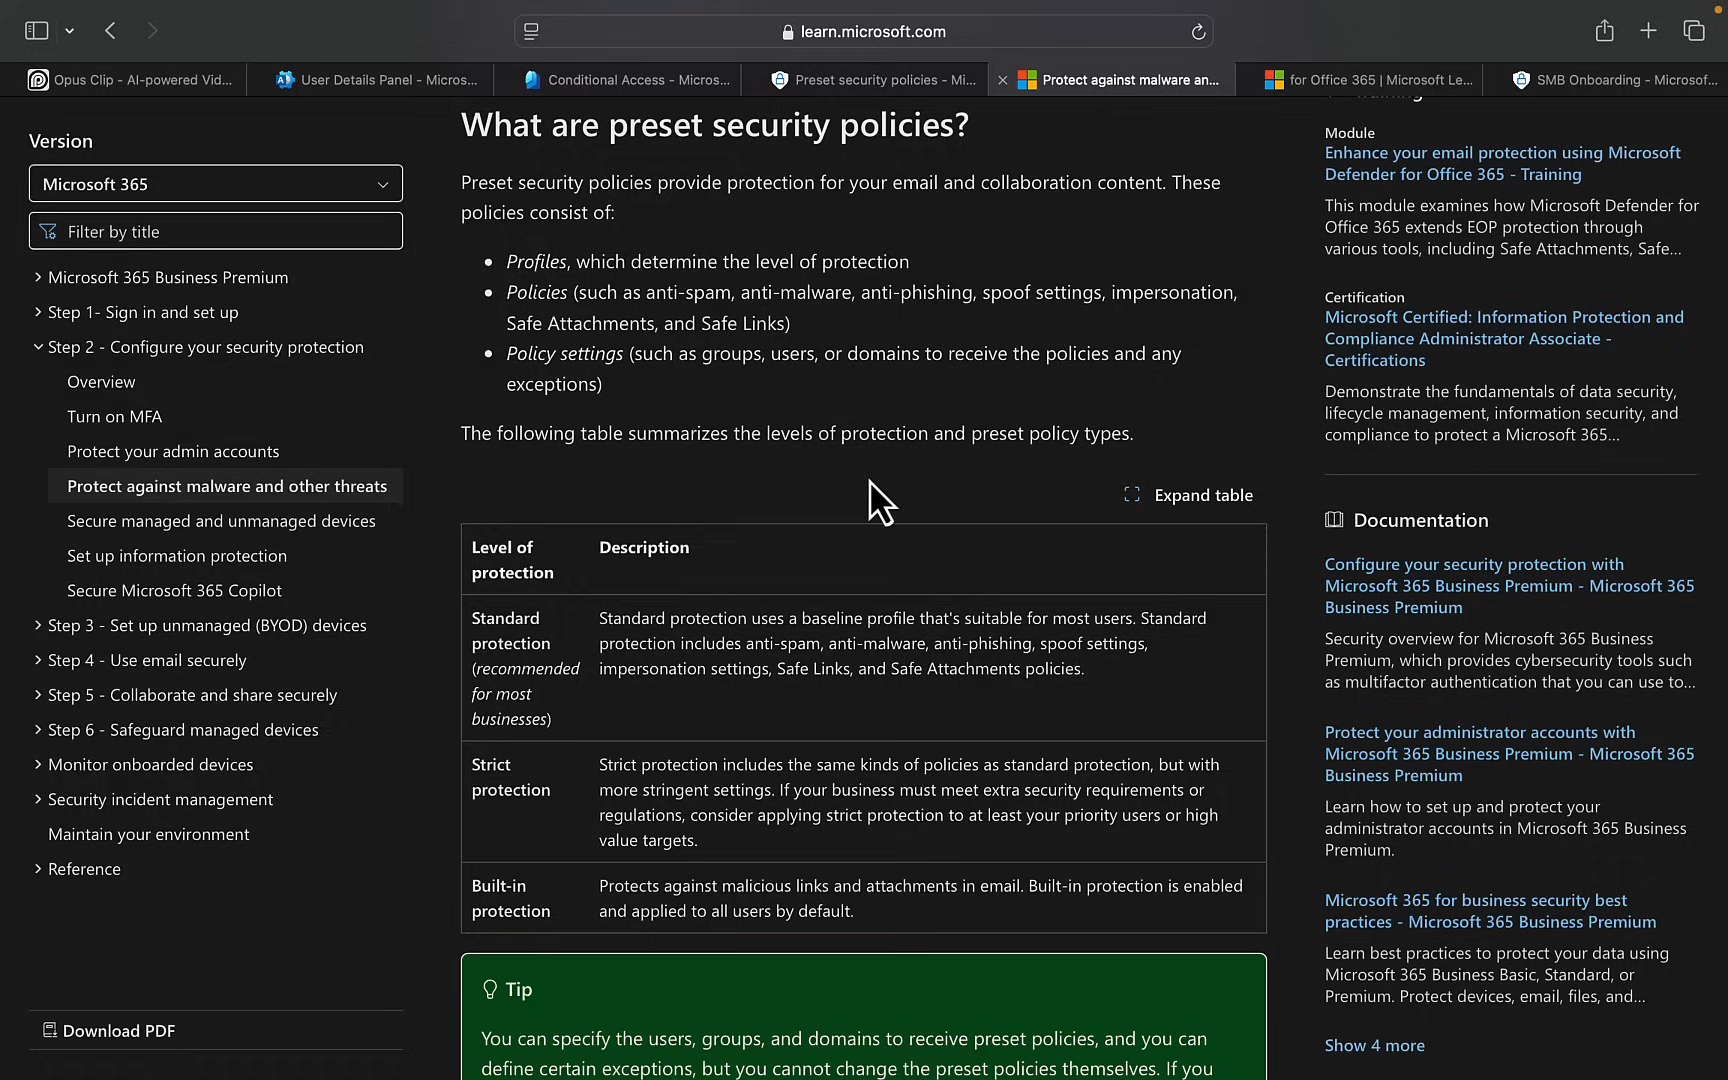 learn.microsoft.com
Opus Clip - AI-powered Vid...
User Details Panel - Micros...
Conditional Access - Micros...
Preset security policies - Mi...
Protect against malware an...
for Office 365 | Microsoft Le...
SMB Onboarding - Microsof...
Version
Microsoft 365
Filter by title
Microsoft 365 Business Premium
Step 1- Sign in and set up
Step 2 - Configure your security protection
Overview
Turn on MFA
Protect your admin accounts
Protect against malware and other threats
Secure managed and unmanaged devices
Set up information protection
Secure Microsoft 365 Copilot
Step 3 - Set up unmanaged (BYOD) devices
Step 4 - Use email securely
Step 5 - Collaborate and share securely
Step 6 - Safeguard managed devices
Monitor onboarded devices
Security incident management
Maintain your environment
Reference
Download PDF
What are preset security policies?
Preset security policies provide protection for your email and collaboration content. These
policies consist of:
• Profiles, which determine the level of protection
• Policies (such as anti-spam, anti-malware, anti-phishing, spoof settings, impersonation,
Safe Attachments, and Safe Links)
• Policy settings (such as groups, users, or domains to receive the policies and any
exceptions)
The following table summarizes the levels of protection and preset policy types.
Expand table
Level of
protection
Description
Standard
protection
(recommended
for most
businesses)
Standard protection uses a baseline profile that's suitable for most users. Standard
protection includes anti-spam, anti-malware, anti-phishing, spoof settings,
impersonation settings, Safe Links, and Safe Attachments policies.
Strict
protection
Strict protection includes the same kinds of policies as standard protection, but with
more stringent settings. If your business must meet extra security requirements or
regulations, consider applying strict protection to at least your priority users or high
value targets.
Built-in
protection
Protects against malicious links and attachments in email. Built-in protection is enabled
and applied to all users by default.
Tip
You can specify the users, groups, and domains to receive preset policies, and you can
define certain exceptions, but you cannot change the preset policies themselves. If you
Module
Enhance your email protection using Microsoft
Defender for Office 365 - Training
This module examines how Microsoft Defender for
Office 365 extends EOP protection through
various tools, including Safe Attachments, Safe...
Certification
Microsoft Certified: Information Protection and
Compliance Administrator Associate -
Certifications
Demonstrate the fundamentals of data security,
lifecycle management, information security, and
compliance to protect a Microsoft 365...
Documentation
Configure your security protection with
Microsoft 365 Business Premium - Microsoft 365
Business Premium
Security overview for Microsoft 365 Business
Premium, which provides cybersecurity tools such
as multifactor authentication that you can use to...
Protect your administrator accounts with
Microsoft 365 Business Premium - Microsoft 365
Business Premium
Learn how to set up and protect your
administrator accounts in Microsoft 365 Business
Premium.
Microsoft 365 for business security best
practices - Microsoft 365 Business Premium
Learn best practices to protect your data using
Microsoft 365 Business Basic, Standard, or
Premium. Protect devices, email, files, and...
Show 4 more